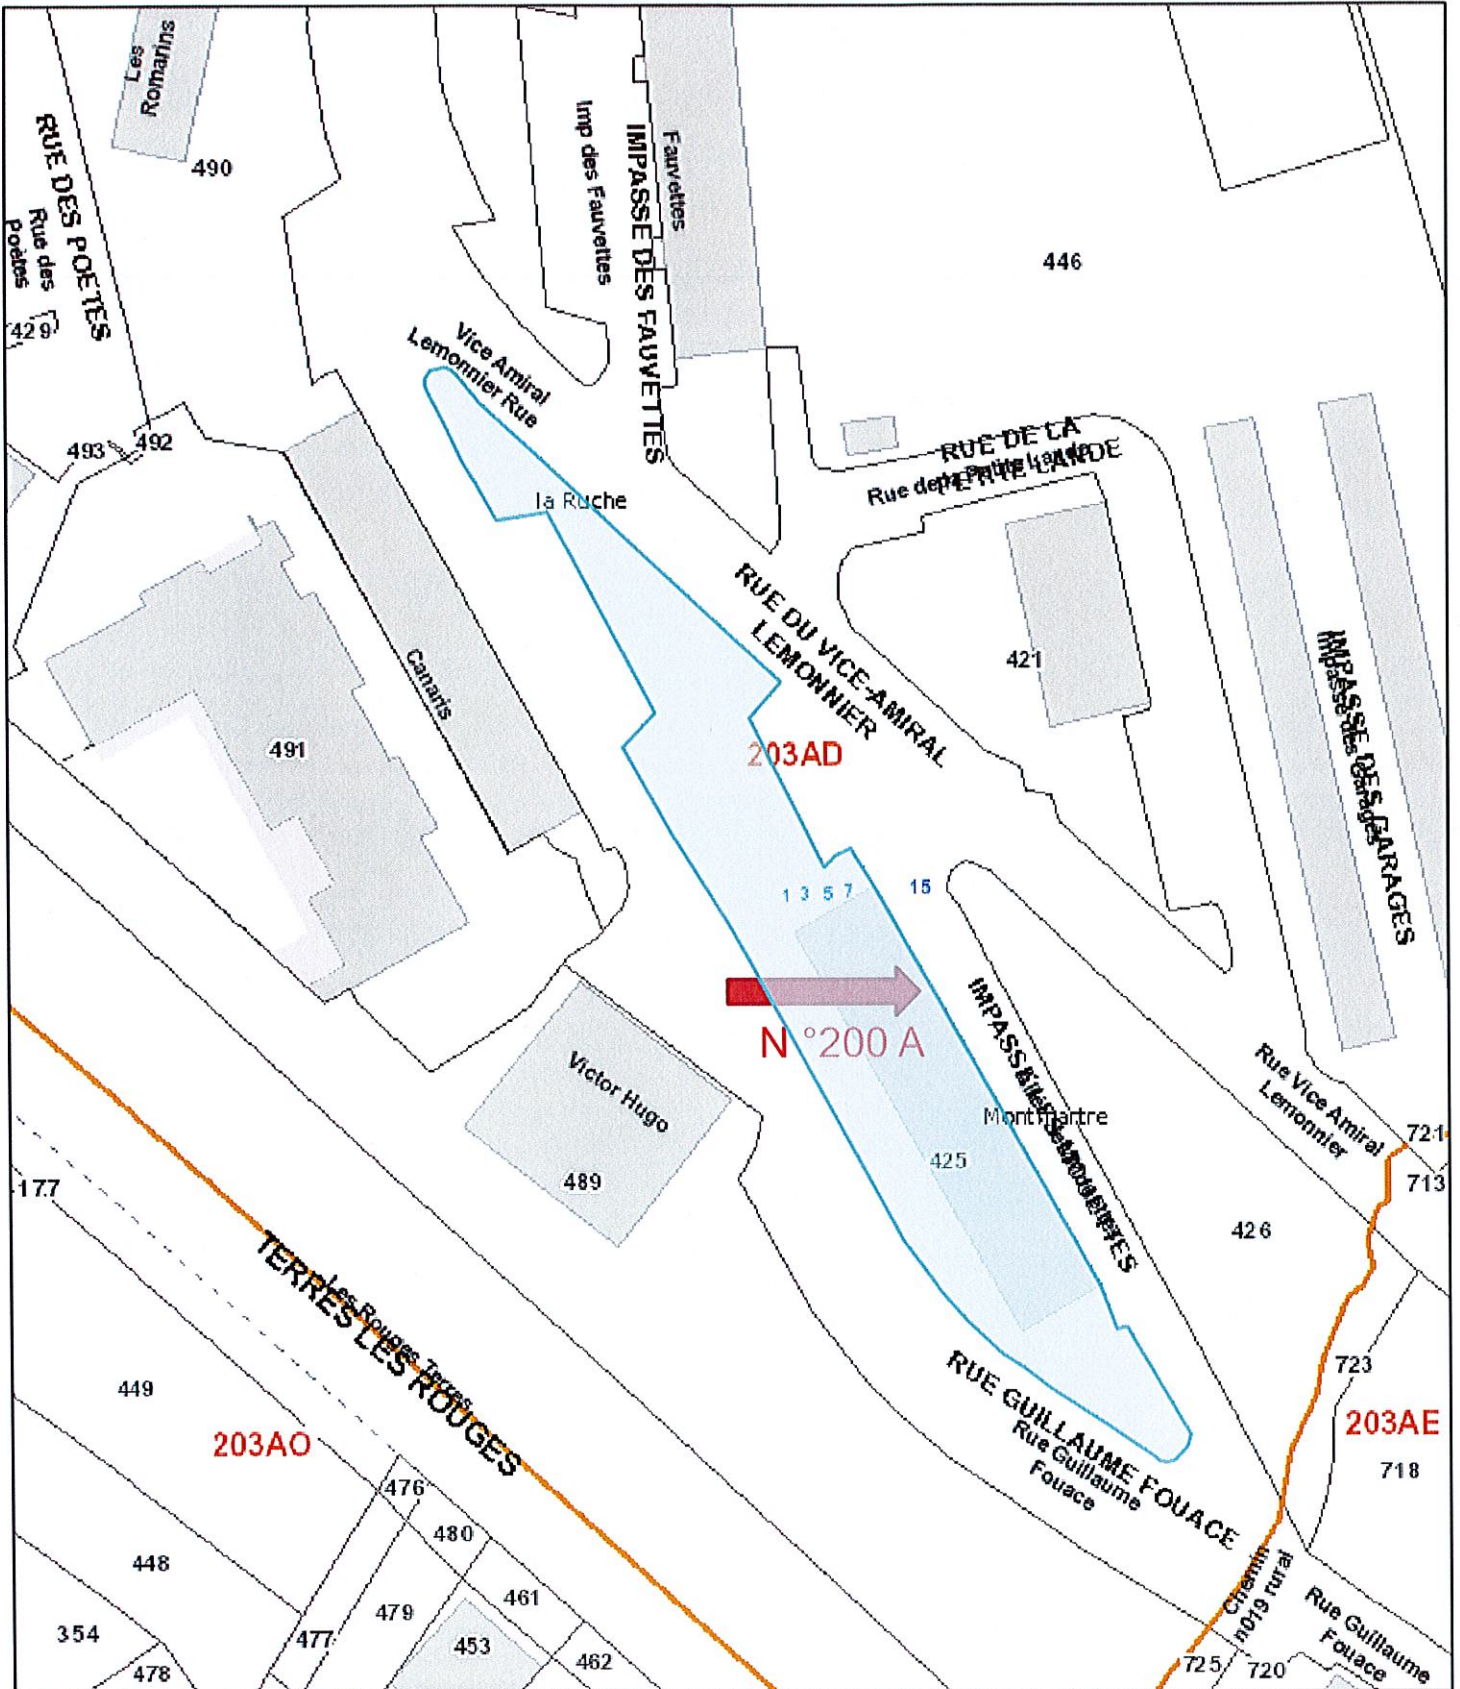 Les
Romarins
490
RUE DES POETES
Rue des
Poètes
429
Imp des Fauvettes
IMPASSE DES FAUVETTES
Fauvettes
446
Vice Amiral
Lemonnier Rue
493
492
la Ruche
RUE DE LA
PETITE LANDE
421
RUE DU VICE-AMIRAL
LEMONNIER
Canaris
491
203AD
IMPASSE DES GARAGES
Impasse des Garages
1 3 5 7
15
N °200 A
Victor Hugo
489
Montmartre
425
426
Rue Vice Amiral
Lemonnier
721
713
177
TERRES LES ROUGES
Les Rouges Terres
449
203AO
723
203AE
718
RUE GUILLAUME FOUACE
Rue Guillaume
Fouace
476
480
448
479
461
354
477
453
462
478
Chemin
n019 rural
Rue Guillaume
Fouace
725
720